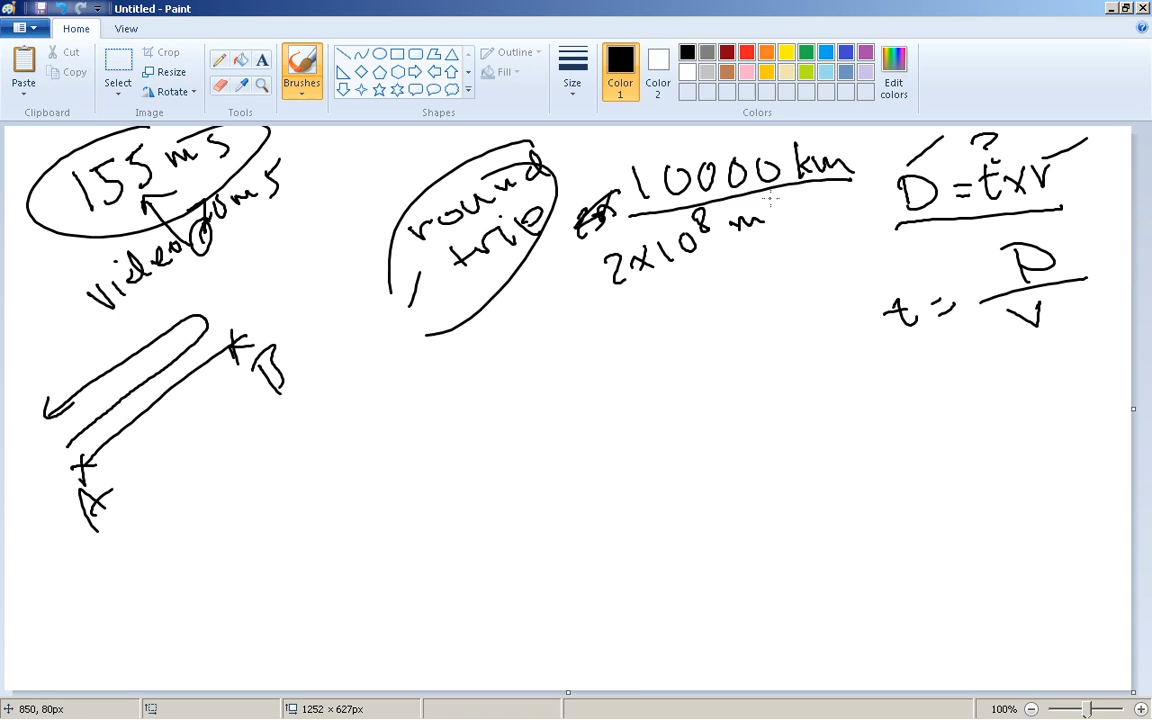 Untitled - Paint
Home View
Paste
Cut
Copy
Clipboard
Select
Crop
Resize
Rotate
Image
Tools
Brushes
Shapes
Outline
Fill
Size
Color 1
Color 2
Edit colors
Colors
155 ms
video
round
trip
10000 km
2x10⁸ m
?
D = t x v
t = D
v
B
A
850, 80px
1252 × 627px
100%